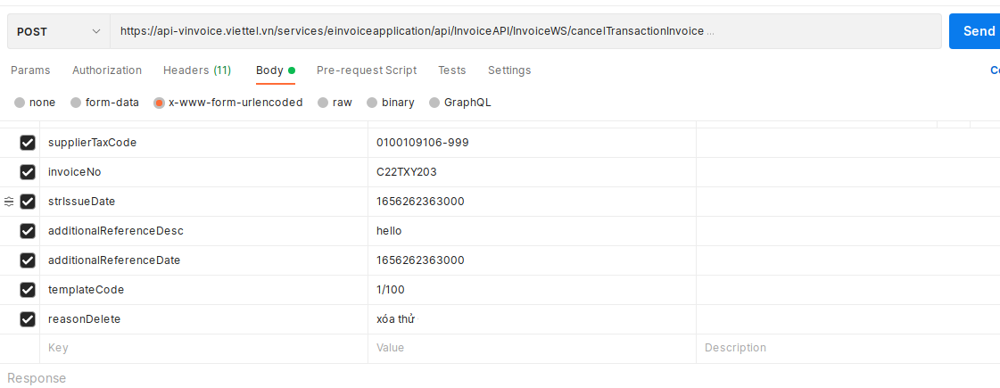 POST https://api-vinvoice.viettel.vn/services/einvoiceapplication/api/InvoiceAPI/InvoiceWS/cancelTransactionInvoice ... Send
Params Authorization Headers (11) Body Pre-request Script Tests Settings
none form-data x-www-form-urlencoded raw binary GraphQL
supplierTaxCode 0100109106-999
invoiceNo C22TXY203
strIssueDate 1656262363000
additionalReferenceDesc hello
additionalReferenceDate 1656262363000
templateCode 1/100
reasonDelete xóa thử
Key Value Description
Response